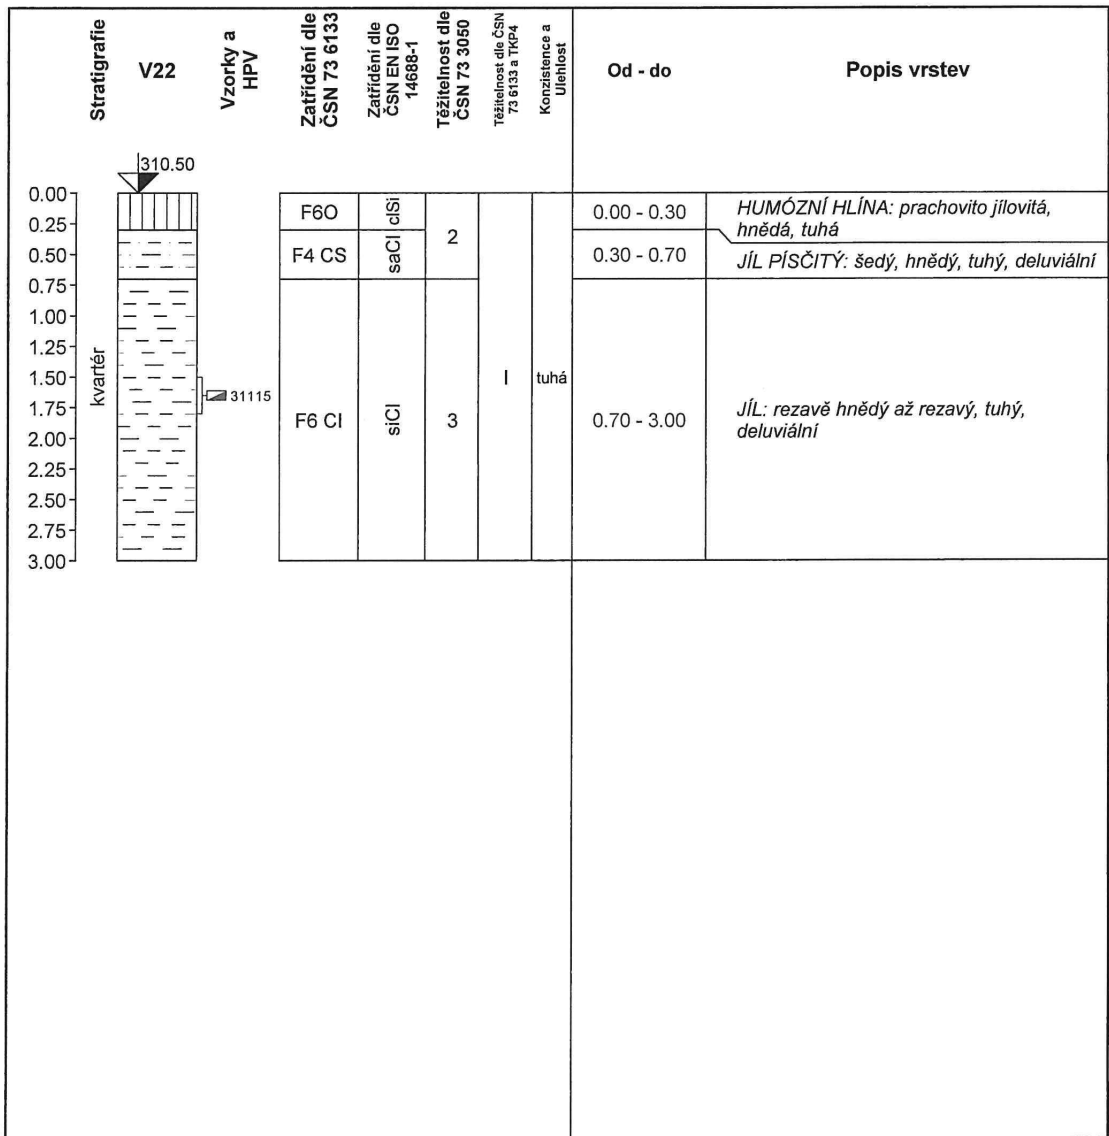 Stratigrafie
V22
Vzorky a
HPV
Zatřídění dle
ČSN 73 6133
Zatřídění dle
ČSN EN ISO
14688-1
Těžitelnost dle
ČSN 73 3050
Těžitelnost dle ČSN
73 6133 a TKP4
Konzistence a
Ulehlost
Od - do
Popis vrstev
310.50
0.00
0.25
0.50
0.75
1.00
1.25
1.50
1.75
2.00
2.25
2.50
2.75
3.00
kvartér
31115
F6O
clSi
2
F4 CS
saCl
F6 CI
siCl
3
I
tuhá
0.00 - 0.30
HUMÓZNÍ HLÍNA: prachovito jílovitá,
hnědá, tuhá
0.30 - 0.70
JÍL PÍSČITÝ: šedý, hnědý, tuhý, deluviální
0.70 - 3.00
JÍL: rezavě hnědý až rezavý, tuhý,
deluviální